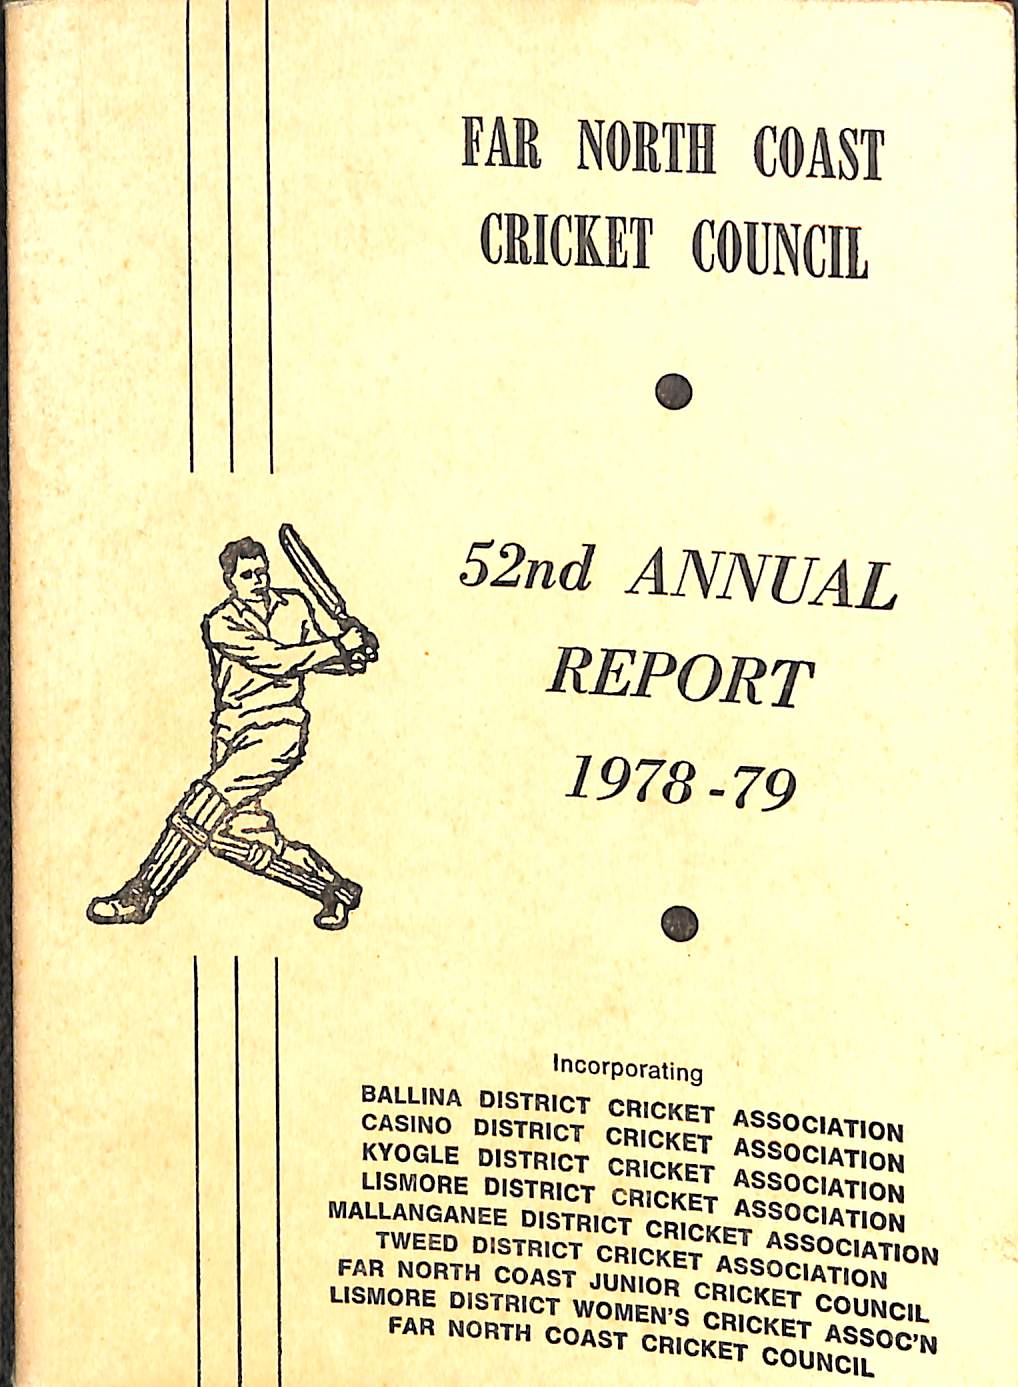 FAR NORTH COAST
CRICKET COUNCIL
52nd ANNUAL
REPORT
1978-79
Incorporating
BALLINA DISTRICT CRICKET ASSOCIATION
CASINO DISTRICT CRICKET ASSOCIATION
KYOGLE DISTRICT CRICKET ASSOCIATION
LISMORE DISTRICT CRICKET ASSOCIATION
MALLANGANEE DISTRICT CRICKET ASSOCIATION
TWEED DISTRICT CRICKET ASSOCIATION
FAR NORTH COAST JUNIOR CRICKET COUNCIL
LISMORE DISTRICT WOMEN'S CRICKET ASSOC'N
FAR NORTH COAST CRICKET COUNCIL